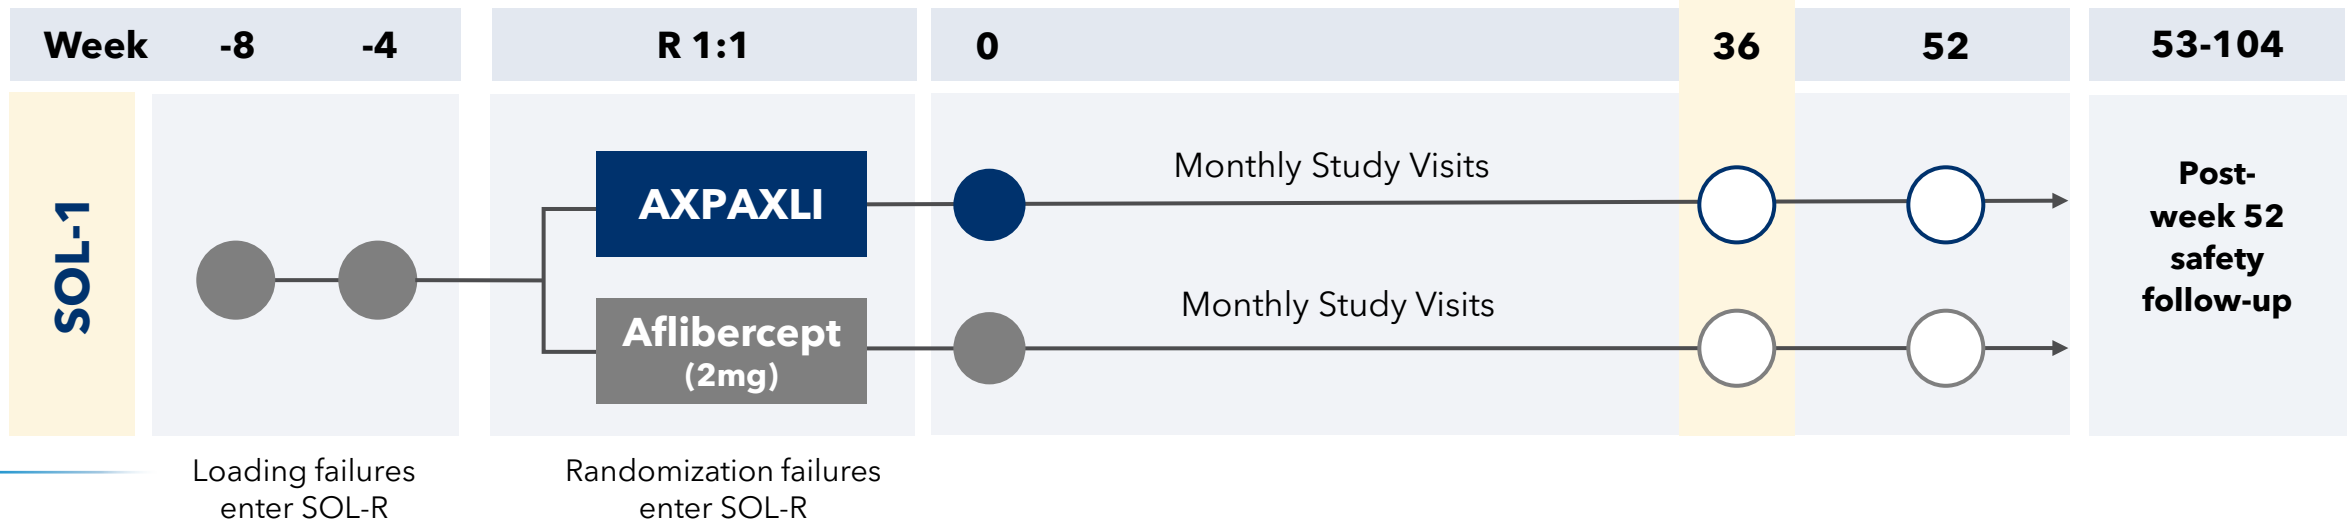 Week -8 -4 R 1:1 0 36 52 53-104
SOL-1
AXPAXLI
Aflibercept
(2mg)
Monthly Study Visits
Monthly Study Visits
Post-
week 52
safety
follow-up
Loading failures
enter SOL-R
Randomization failures
enter SOL-R